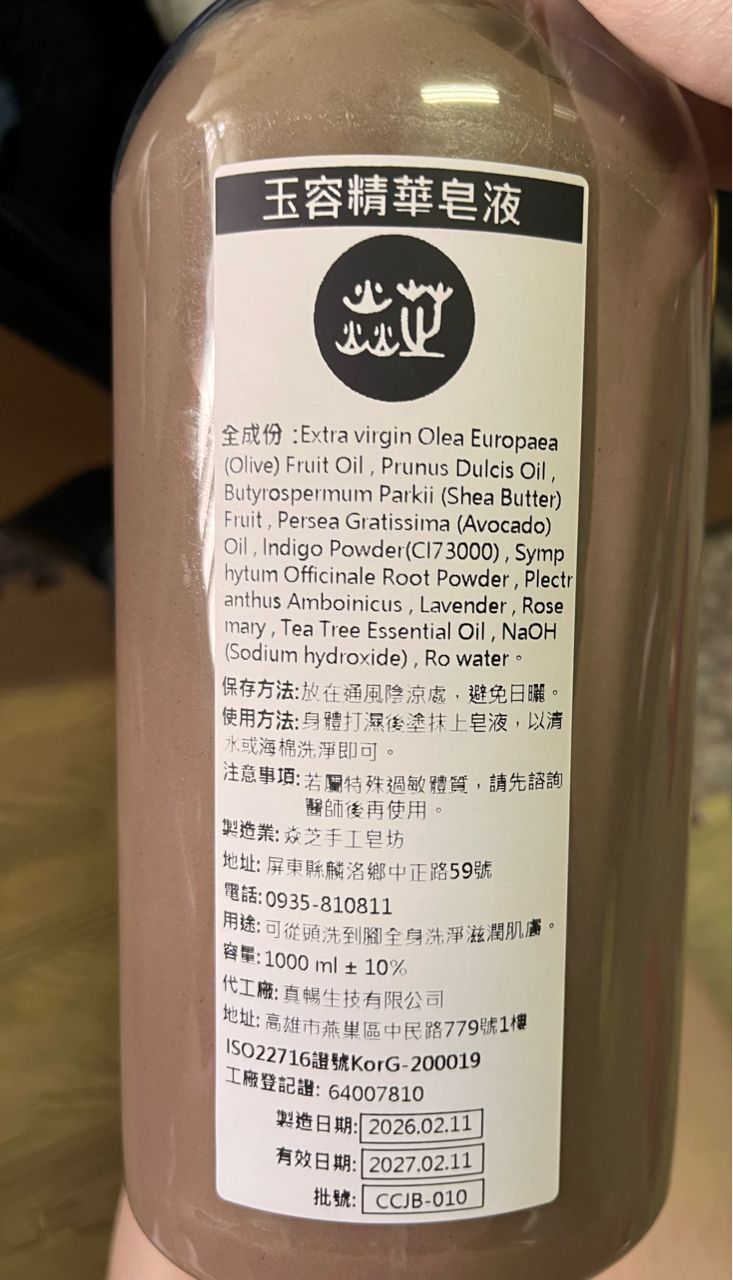 玉容精華皂液
全成份 :Extra virgin Olea Europaea
(Olive) Fruit Oil , Prunus Dulcis Oil ,
Butyrospermum Parkii (Shea Butter)
Fruit , Persea Gratissima (Avocado)
Oil , Indigo Powder(CI73000) , Symp
hytum Officinale Root Powder , Plectr
anthus Amboinicus , Lavender , Rose
mary , Tea Tree Essential Oil , NaOH
(Sodium hydroxide) , Ro water。
保存方法:放在通風陰涼處，避免日曬。
使用方法:身體打濕後塗抹上皂液，以清
水或海棉洗淨即可。
注意事項:若屬特殊過敏體質，請先諮詢
醫師後再使用。
製造業:焱芝手工皂坊
地址:屏東縣麟洛鄉中正路59號
電話:0935-810811
用途:可從頭洗到腳全身洗淨滋潤肌膚。
容量:1000 ml ± 10%
代工廠:真暢生技有限公司
地址:高雄市燕巢區中民路779號1樓
ISO22716證號KorG-200019
工廠登記證: 64007810
製造日期: 2026.02.11
有效日期: 2027.02.11
批號: CCJB-010